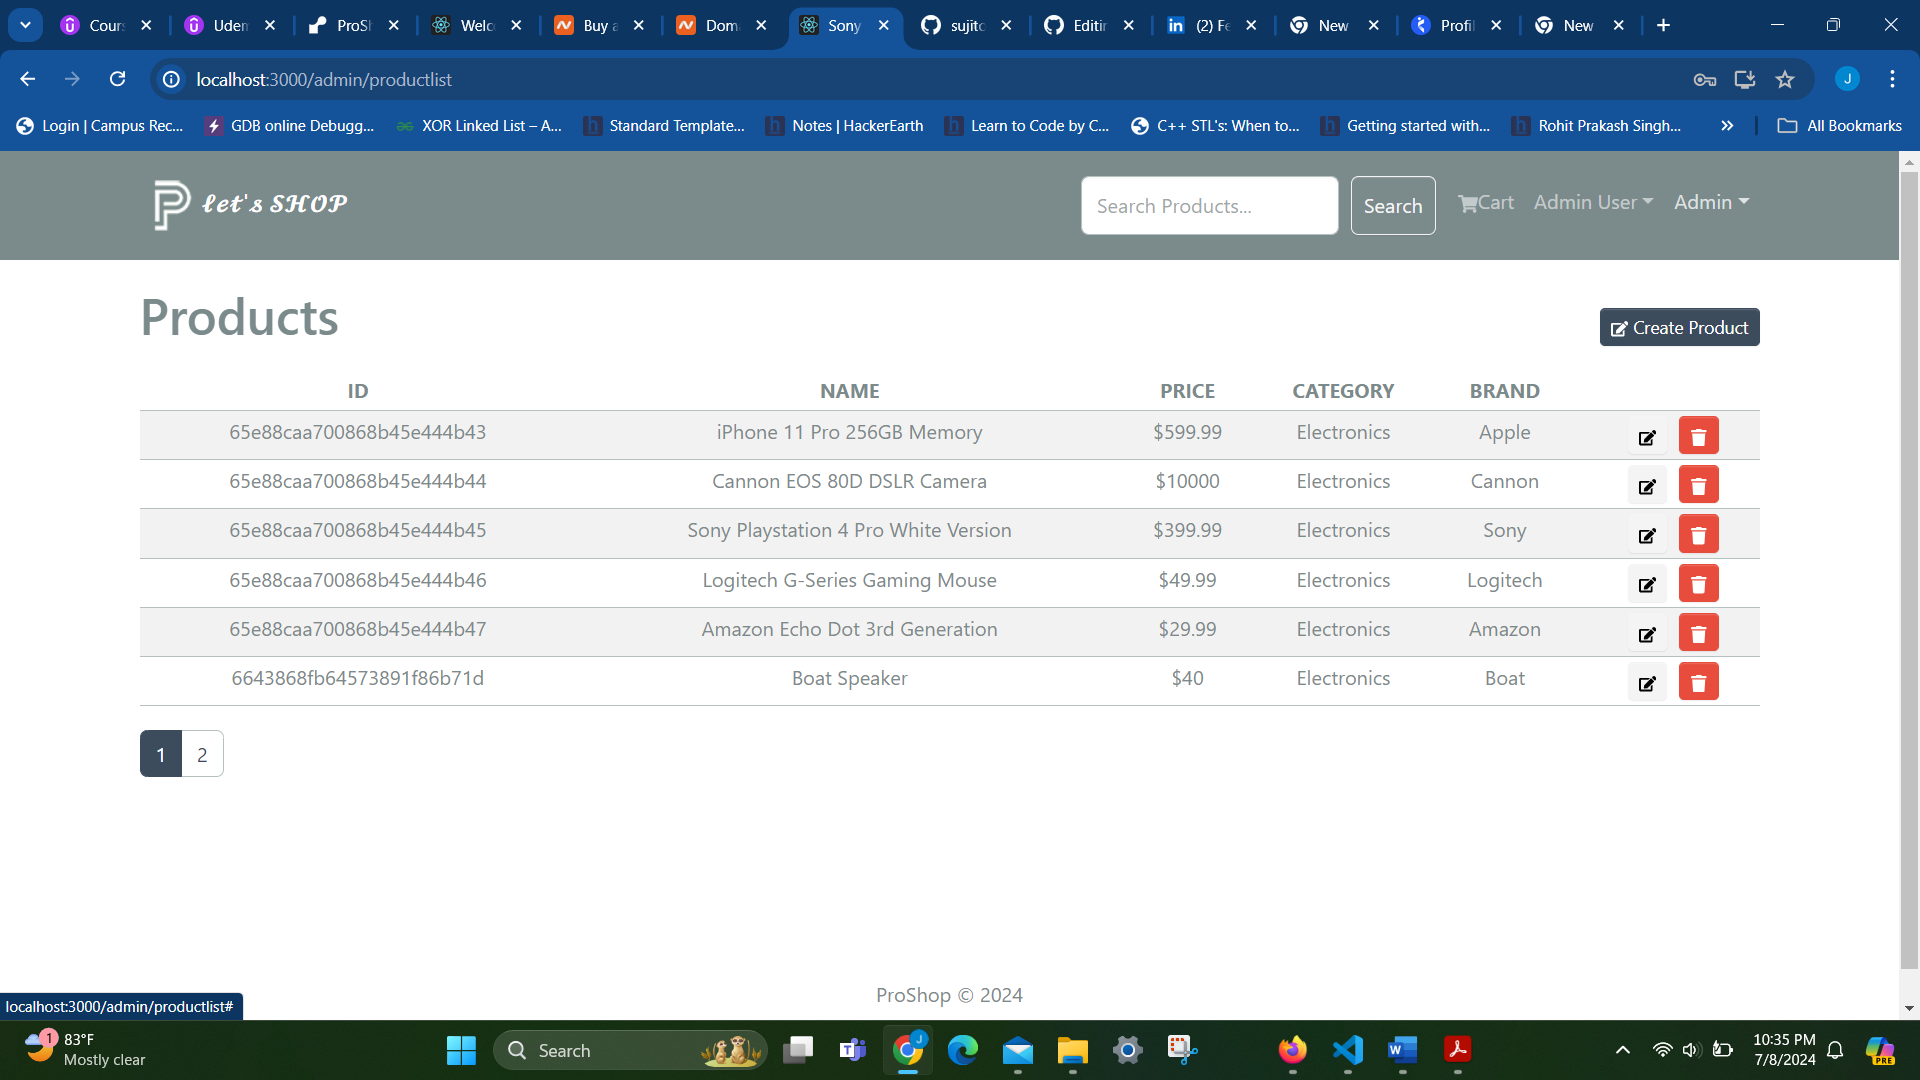 Cours Uden ProSh Welc Buy a Dom Sony sujito Editin (2) Fe New Profil New
localhost:3000/admin/productlist J
Login | Campus Rec... GDB online Debugg... XOR Linked List – A... Standard Template... Notes | HackerEarth Learn to Code by C... C++ STL's: When to... Getting started with... Rohit Prakash Singh... All Bookmarks
let's SHOP Search Products... Search Cart Admin User Admin
Products Create Product
ID NAME PRICE CATEGORY BRAND
65e88caa700868b45e444b43 iPhone 11 Pro 256GB Memory $599.99 Electronics Apple
65e88caa700868b45e444b44 Cannon EOS 80D DSLR Camera $10000 Electronics Cannon
65e88caa700868b45e444b45 Sony Playstation 4 Pro White Version $399.99 Electronics Sony
65e88caa700868b45e444b46 Logitech G-Series Gaming Mouse $49.99 Electronics Logitech
65e88caa700868b45e444b47 Amazon Echo Dot 3rd Generation $29.99 Electronics Amazon
6643868fb64573891f86b71d Boat Speaker $40 Electronics Boat
1 2
ProShop © 2024
localhost:3000/admin/productlist#
1 83°F
Mostly clear
Search
10:35 PM
7/8/2024
PRE